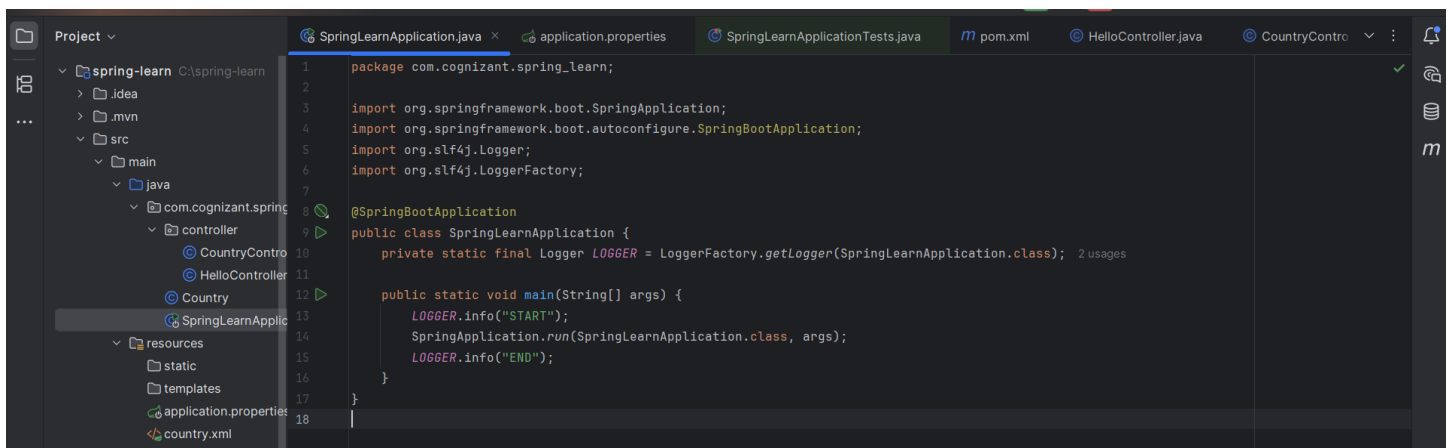 Project
SpringLearnApplication.java
application.properties
SpringLearnApplicationTests.java
m pom.xml
HelloController.java
CountryContro
spring-learn C:\spring-learn
.idea
.mvn
src
main
java
com.cognizant.spring
controller
CountryContro
HelloController
Country
SpringLearnApplic
resources
static
templates
application.properties
country.xml
1 package com.cognizant.spring_learn;
2
3 import org.springframework.boot.SpringApplication;
4 import org.springframework.boot.autoconfigure.SpringBootApplication;
5 import org.slf4j.Logger;
6 import org.slf4j.LoggerFactory;
7
8 @SpringBootApplication
9 public class SpringLearnApplication {
10 private static final Logger LOGGER = LoggerFactory.getLogger(SpringLearnApplication.class); 2 usages
11
12 public static void main(String[] args) {
13 LOGGER.info("START");
14 SpringApplication.run(SpringLearnApplication.class, args);
15 LOGGER.info("END");
16 }
17 }
18
m